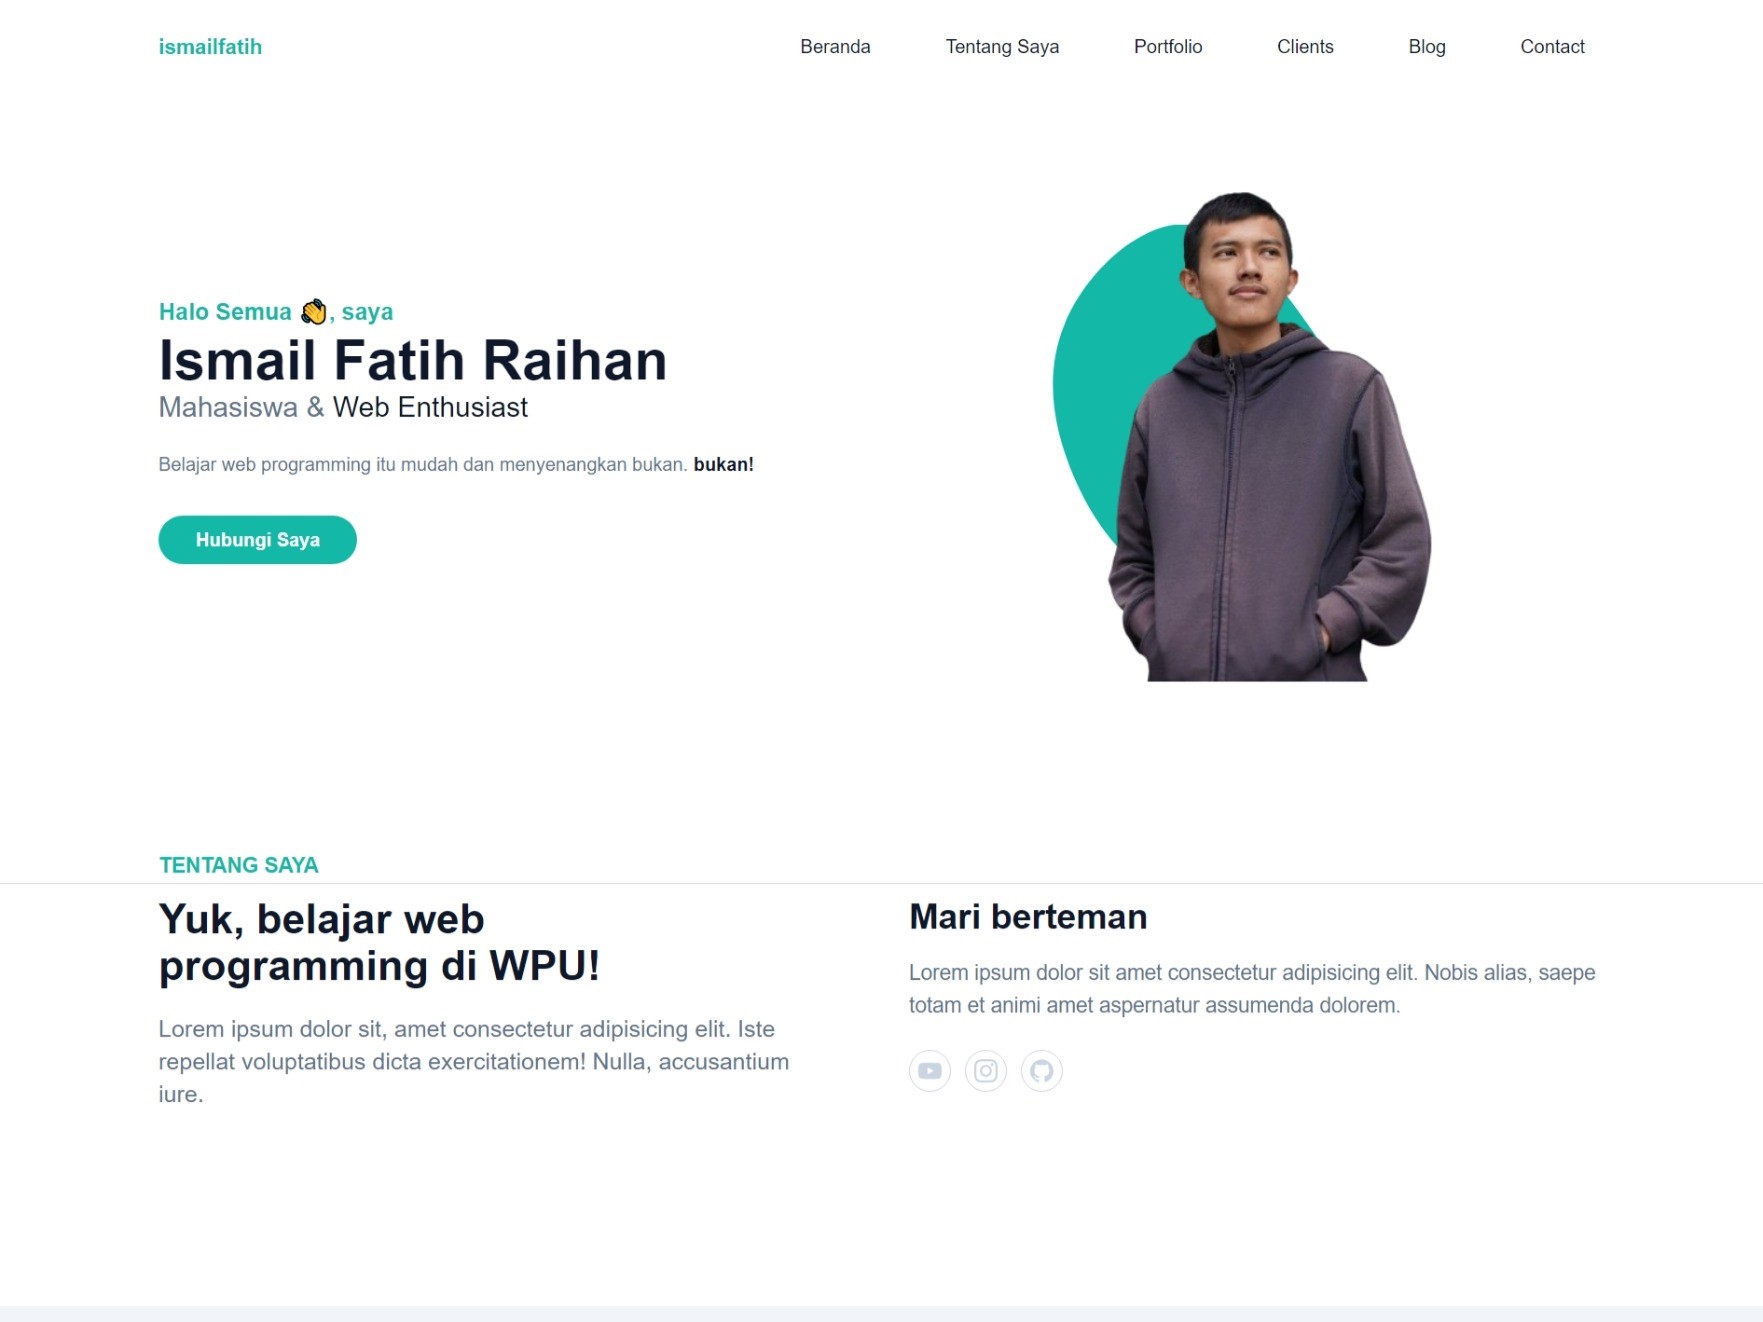 ismailfatih
Beranda
Tentang Saya
Portfolio
Clients
Blog
Contact
Halo Semua 👋, saya
Ismail Fatih Raihan
Mahasiswa & Web Enthusiast
Belajar web programming itu mudah dan menyenangkan bukan. bukan!
Hubungi Saya
TENTANG SAYA
Yuk, belajar web
programming di WPU!
Lorem ipsum dolor sit, amet consectetur adipisicing elit. Iste
repellat voluptatibus dicta exercitationem! Nulla, accusantium
iure.
Mari berteman
Lorem ipsum dolor sit amet consectetur adipisicing elit. Nobis alias, saepe
totam et animi amet aspernatur assumenda dolorem.